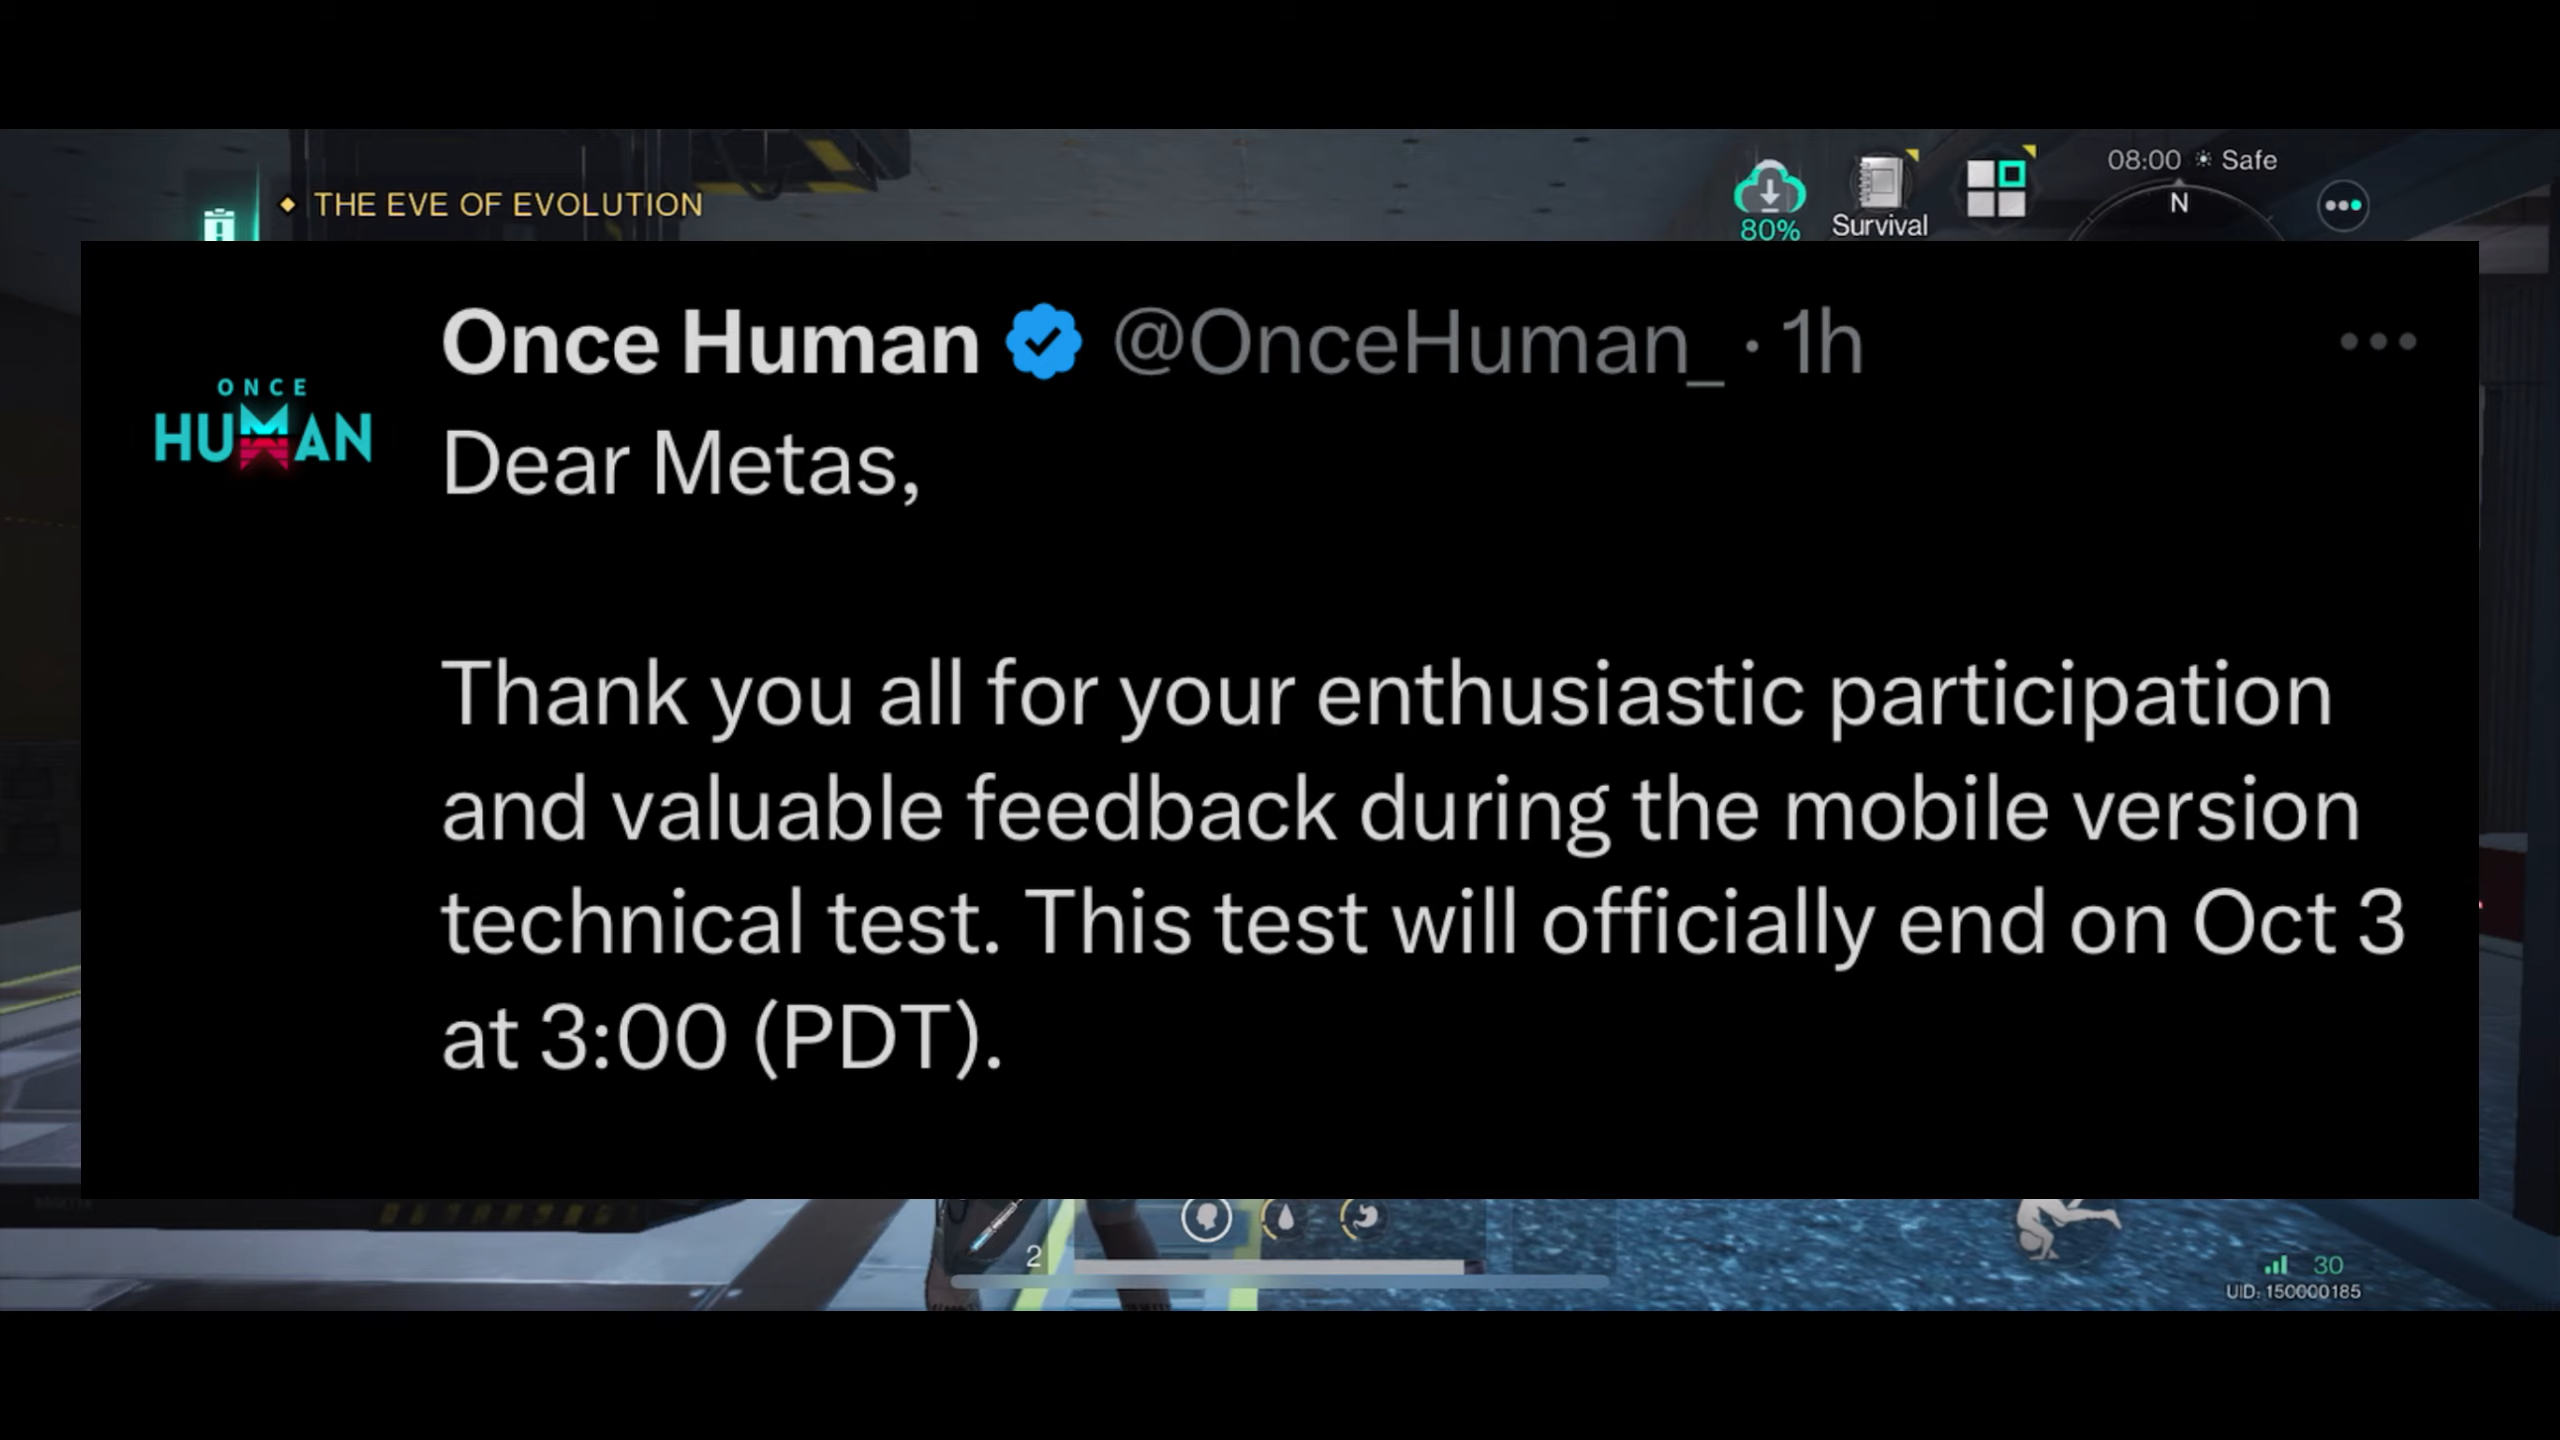 08:00 Safe
THE EVE OF EVOLUTION
N
80%
Survival
Once Human @OnceHuman_ · 1h
ONCE
HUMAN
Dear Metas,
Thank you all for your enthusiastic participation
and valuable feedback during the mobile version
technical test. This test will officially end on Oct 3
at 3:00 (PDT).
2
30
UID: 150000185